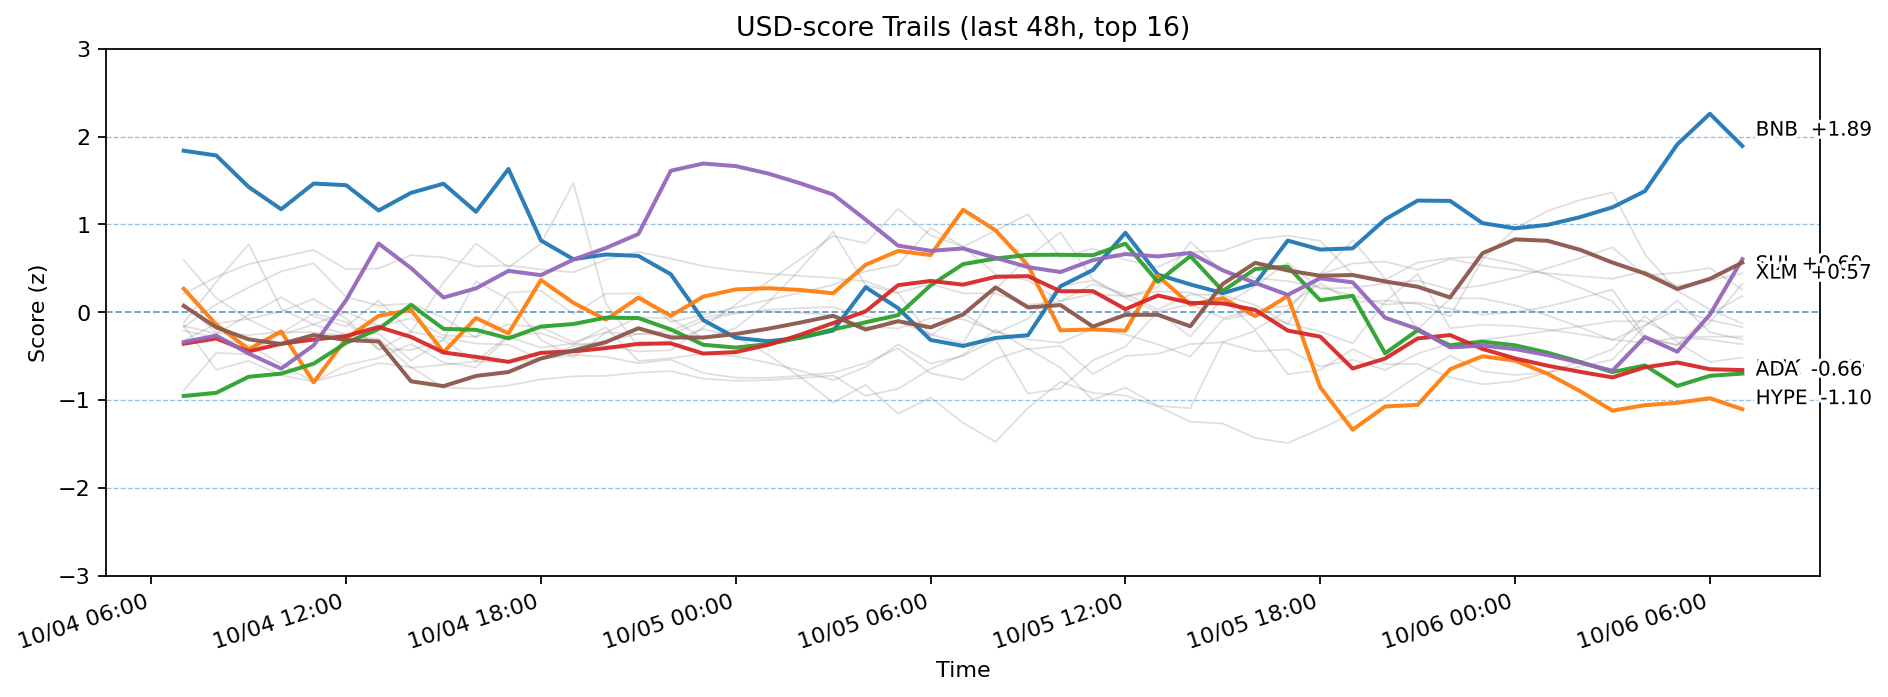 USD-score Trails (last 48h, top 16)
Score (z)
3
2
1
0
−1
−2
−3
BNB +1.89
XLM +0.57
ADA -0.66
HYPE -1.10
10/04 06:00
10/04 12:00
10/04 18:00
10/05 00:00
10/05 06:00
10/05 12:00
10/05 18:00
10/06 00:00
10/06 06:00
Time